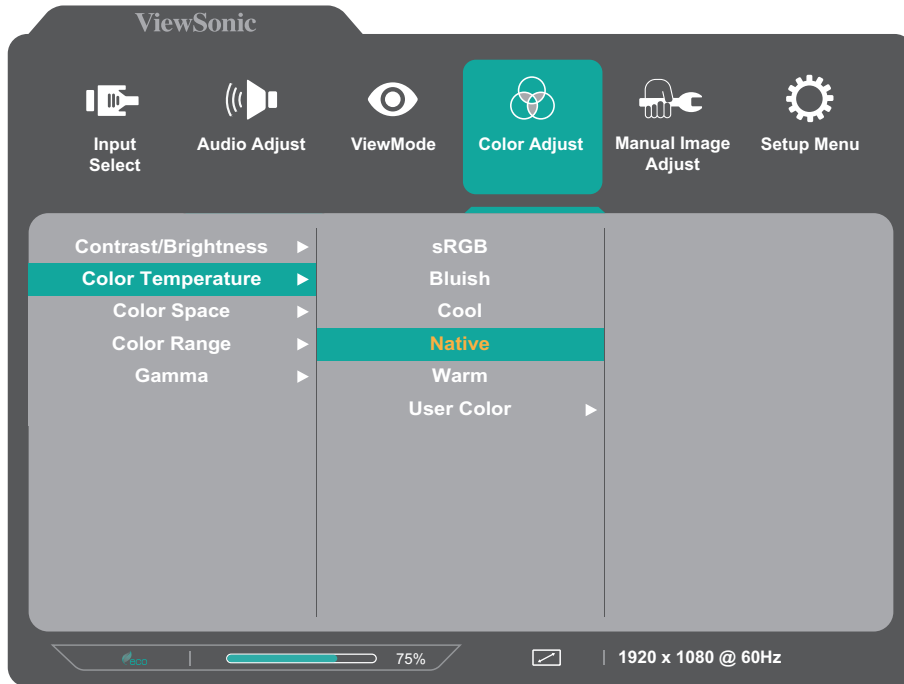 ViewSonic
Input Select
Audio Adjust
ViewMode
Color Adjust
Manual Image Adjust
Setup Menu
Contrast/Brightness
Color Temperature
Color Space
Color Range
Gamma
sRGB
Bluish
Cool
Native
Warm
User Color
eco
75%
1920 x 1080 @ 60Hz